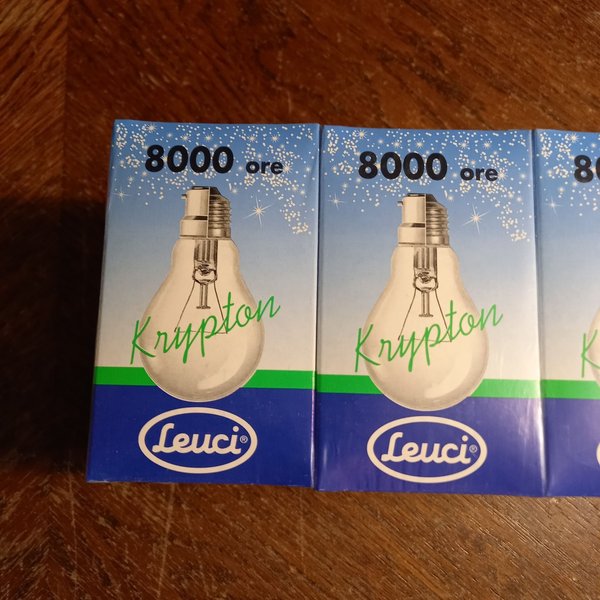 8000 ore
Krypton
Leuci®
8000 ore
Krypton
Leuci®